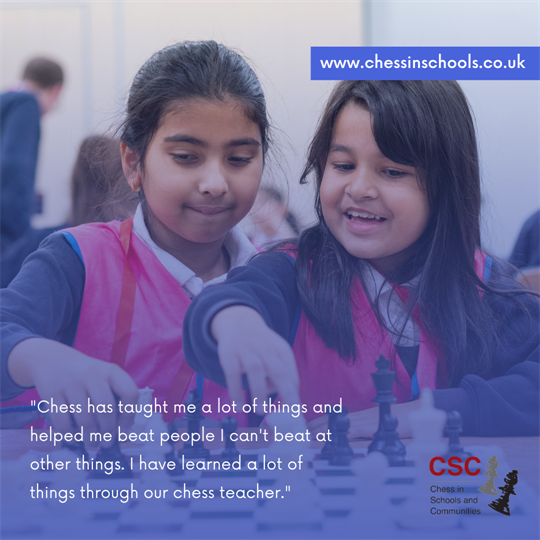 www.chessinschools.co.uk
"Chess has taught me a lot of things and
helped me beat people I can't beat at
other things. I have learned a lot of
things through our chess teacher."
CSC
Chess in
Schools and
Communities